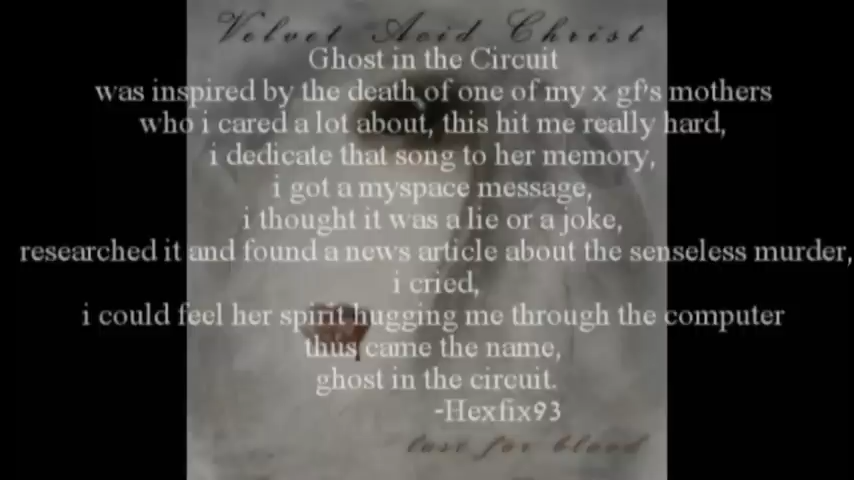 Velvet Acid Christ
Ghost in the Circuit
was inspired by the death of one of my x gf's mothers
who i cared a lot about, this hit me really hard,
i dedicate that song to her memory,
i got a myspace message,
i thought it was a lie or a joke,
researched it and found a news article about the senseless murder,
i cried,
i could feel her spirit hugging me through the computer
thus came the name,
ghost in the circuit.
-Hexfix93
lust for blood